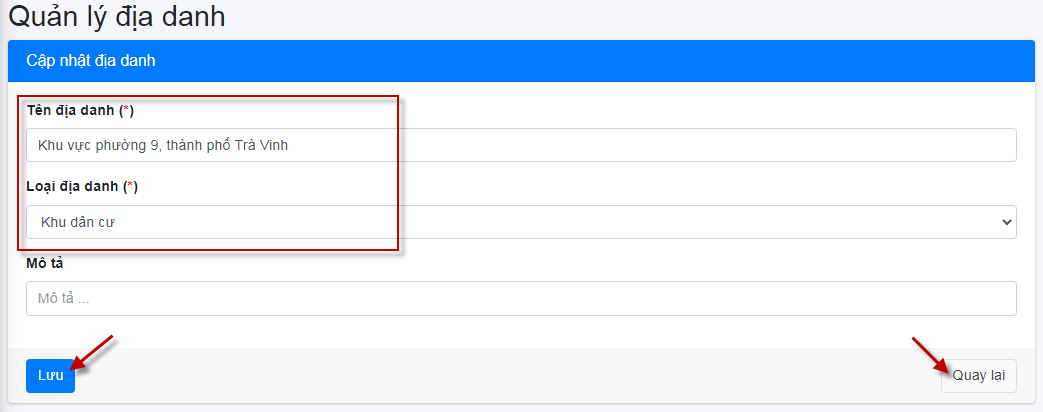 Quản lý địa danh
Cập nhật địa danh
Tên địa danh (*)
Khu vực phường 9, thành phố Trà Vinh
Loại địa danh (*)
Khu dân cư
Mô tả
Mô tả ...
Lưu
Quay lại